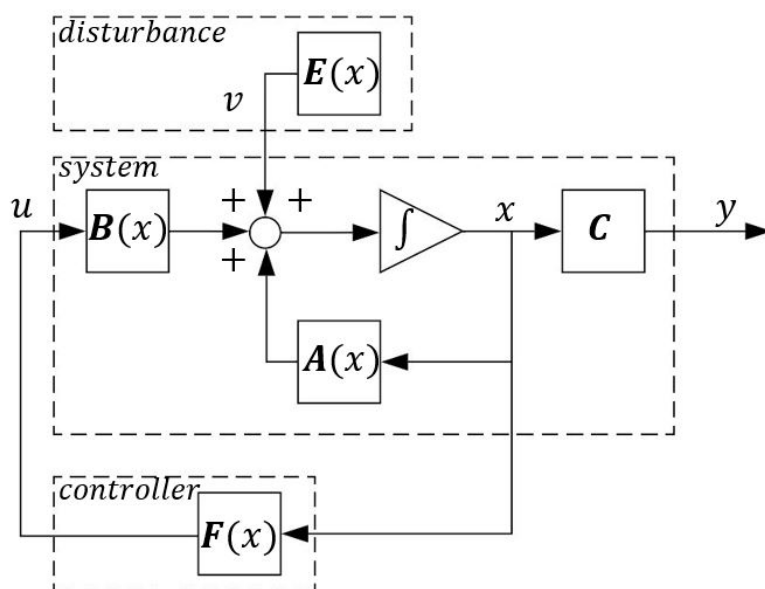 disturbance
E(x)
v
system
u
B(x)
+
+
+
∫
x
C
y
A(x)
controller
F(x)